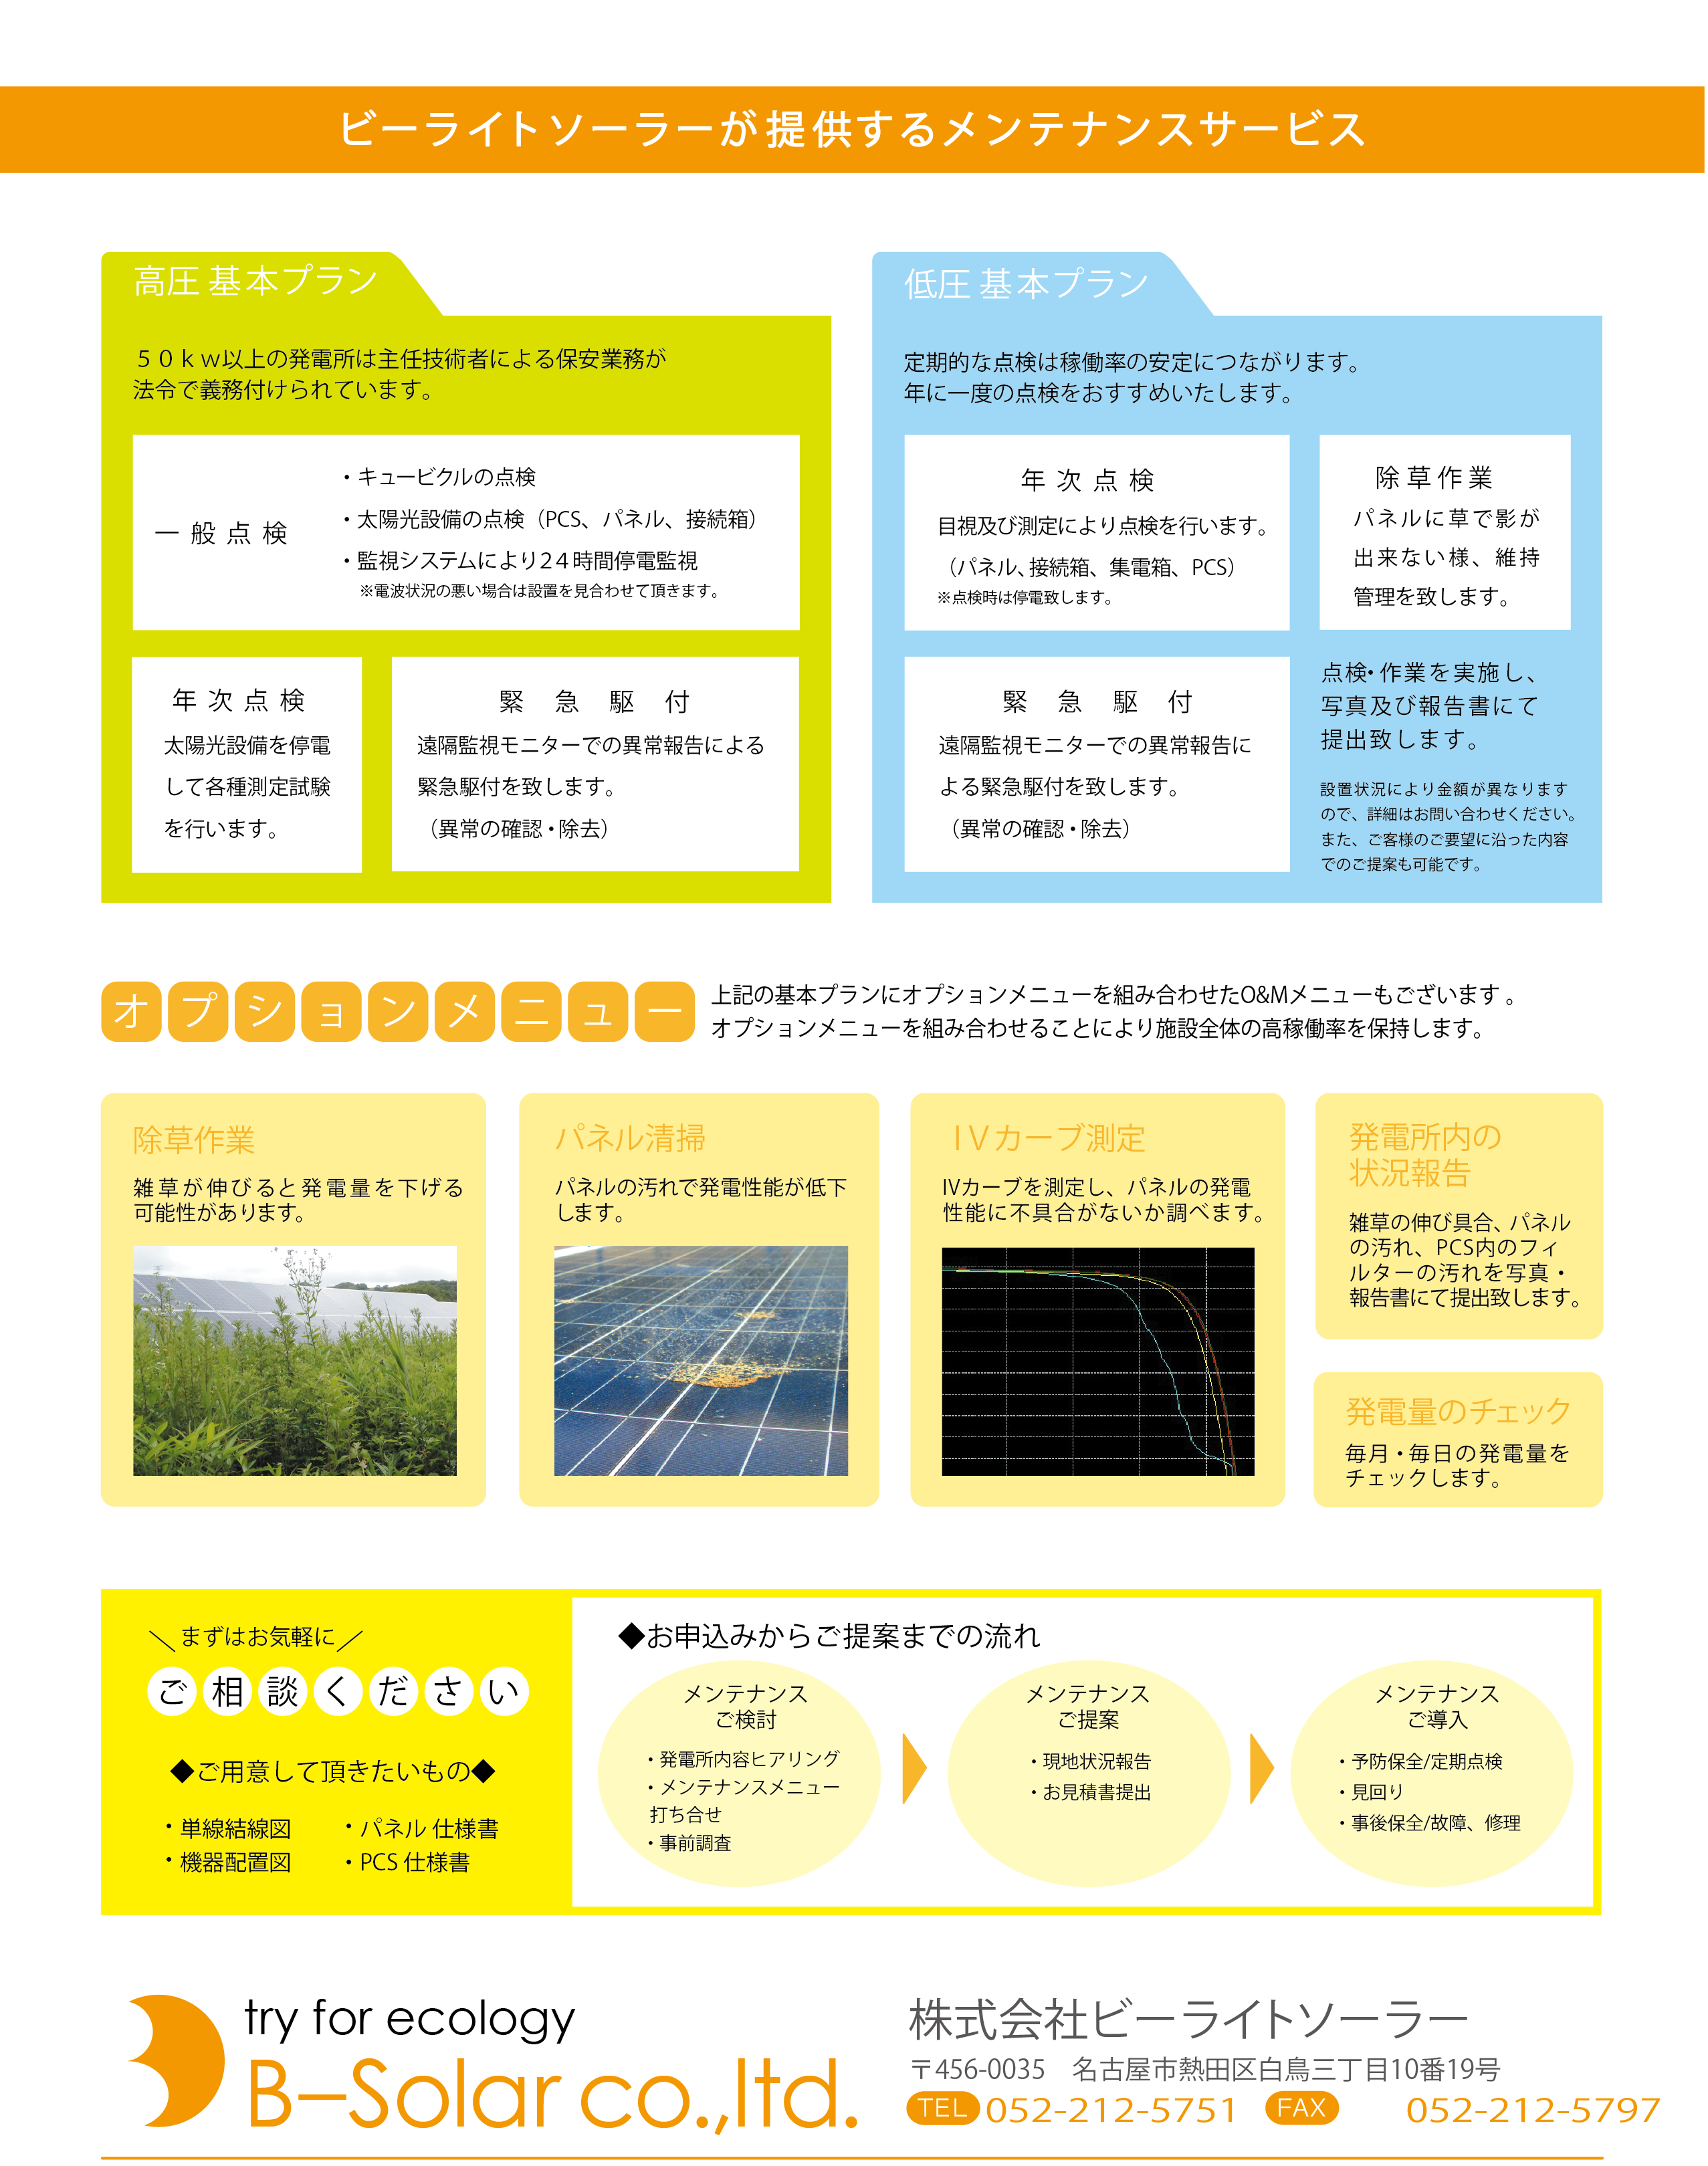 ビーライトソーラーが提供するメンテナンスサービス
高圧 基本プラン
５０ｋｗ以上の発電所は主任技術者による保安業務が
法令で義務付けられています。
一般点検
・キュービクルの点検
・太陽光設備の点検（PCS、パネル、接続箱）
・監視システムにより24時間停電監視
※電波状況の悪い場合は設置を見合わせて頂きます。
年次点検
太陽光設備を停電
して各種測定試験
を行います。
緊急駆付
遠隔監視モニターでの異常報告による
緊急駆付を致します。
（異常の確認・除去）
低圧 基本プラン
定期的な点検は稼働率の安定につながります。
年に一度の点検をおすすめいたします。
年次点検
目視及び測定により点検を行います。
（パネル、接続箱、集電箱、PCS）
※点検時は停電致します。
除草作業
パネルに草で影が
出来ない様、維持
管理を致します。
緊急駆付
遠隔監視モニターでの異常報告に
よる緊急駆付を致します。
（異常の確認・除去）
点検・作業を実施し、
写真及び報告書にて
提出致します。
設置状況により金額が異なります
ので、詳細はお問い合わせください。
また、ご客様のご要望に沿った内容
でのご提案も可能です。
オプションメニュー
上記の基本プランにオプションメニューを組み合わせたO&Mメニューもございます。
オプションメニューを組み合わせることにより施設全体の高稼働率を保持します。
除草作業
雑草が伸びると発電量を下げる
可能性があります。
パネル清掃
パネルの汚れで発電性能が低下
します。
IVカーブ測定
IVカーブを測定し、パネルの発電
性能に不具合がないか調べます。
発電所内の
状況報告
雑草の伸び具合、パネル
の汚れ、PCS内のフィ
ルターの汚れを写真・
報告書にて提出致します。
発電量のチェック
毎月・毎日の発電量を
チェックします。
＼まずはお気軽に／
ご相談ください
◆ご用意して頂きたいもの◆
・単線結線図
・パネル 仕様書
・機器配置図
・PCS 仕様書
◆お申込みからご提案までの流れ
メンテナンス
ご検討
・発電所内容ヒアリング
・メンテナンスメニュー
打ち合せ
・事前調査
メンテナンス
ご提案
・現地状況報告
・お見積書提出
メンテナンス
ご導入
・予防保全/定期点検
・見回り
・事後保全/故障、修理
try for ecology
B-Solar co.,ltd.
株式会社ビーライトソーラー
〒456-0035　名古屋市熱田区白鳥三丁目10番19号
TEL 052-212-5751 FAX 052-212-5797